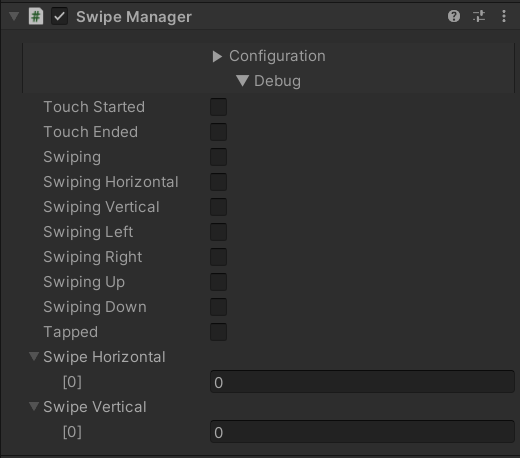 Swipe Manager
Configuration
Debug
Touch Started
Touch Ended
Swiping
Swiping Horizontal
Swiping Vertical
Swiping Left
Swiping Right
Swiping Up
Swiping Down
Tapped
Swipe Horizontal
[0] 0
Swipe Vertical
[0] 0